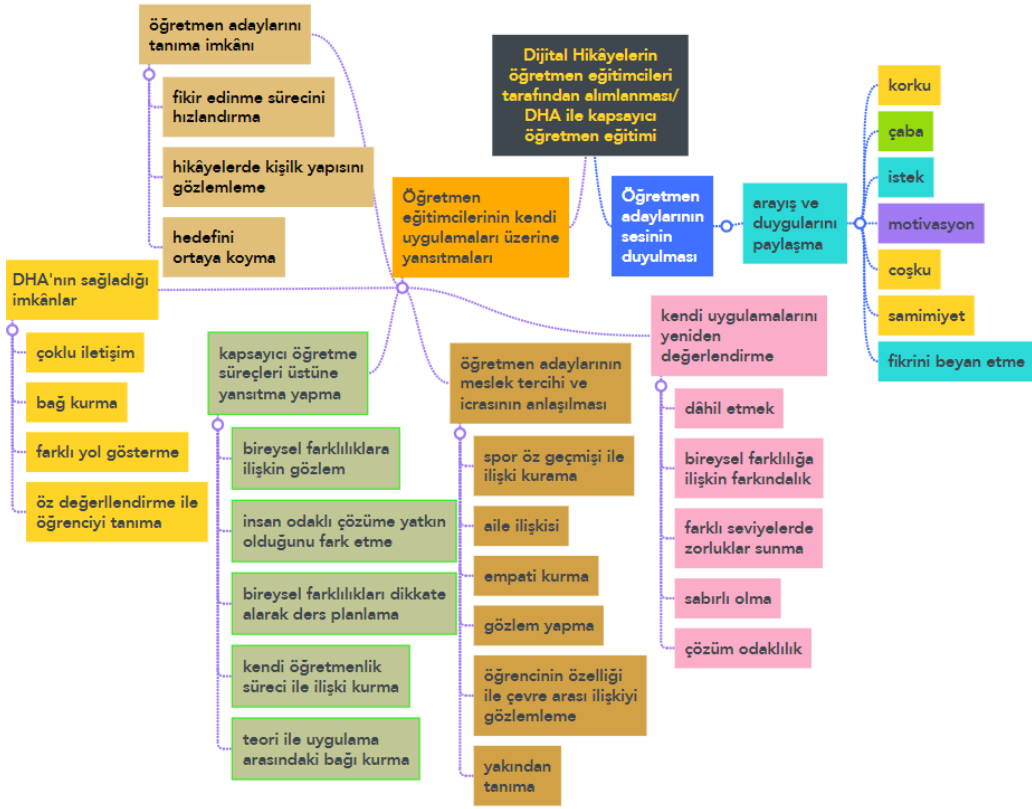 öğretmen adaylarını
tanıma imkânı
fikir edinme sürecini
hızlandırma
hikâyelerde kişilk yapısını
gözlemleme
hedefini
ortaya koyma
Dijital Hikâyelerin
öğretmen eğitimcileri
tarafından alımlanması/
DHA ile kapsayıcı
öğretmen eğitimi
Öğretmen
eğitimcilerinin kendi
uygulamaları üzerine
yansıtmaları
Öğretmen
adaylarının
sesinin
duyulması
arayış ve
duygularını
paylaşma
korku
çaba
istek
motivasyon
coşku
samimiyet
fikrini beyan etme
DHA'nın sağladığı
imkânlar
çoklu iletişim
bağ kurma
farklı yol gösterme
öz değerllendirme ile
öğrenciyi tanıma
kapsayıcı öğretme
süreçleri üstüne
yansıtma yapma
bireysel farklılıklara
ilişkin gözlem
insan odaklı çözüme yatkın
olduğunu fark etme
bireysel farklılıkları dikkate
alarak ders planlama
kendi öğretmenlik
süreci ile ilişki kurma
teori ile uygulama
arasındaki bağı kurma
öğretmen adaylarının
meslek tercihi ve
icrasının anlaşılması
spor öz geçmişi ile
ilişki kurama
aile ilişkisi
empati kurma
gözlem yapma
öğrencinin özelliği
ile çevre arası ilişkiyi
gözlemleme
yakından
tanıma
kendi uygulamalarını
yeniden
değerlendirme
dâhil etmek
bireysel farklılığa
ilişkin farkındalık
farklı seviyelerde
zorluklar sunma
sabırlı olma
çözüm odaklılık